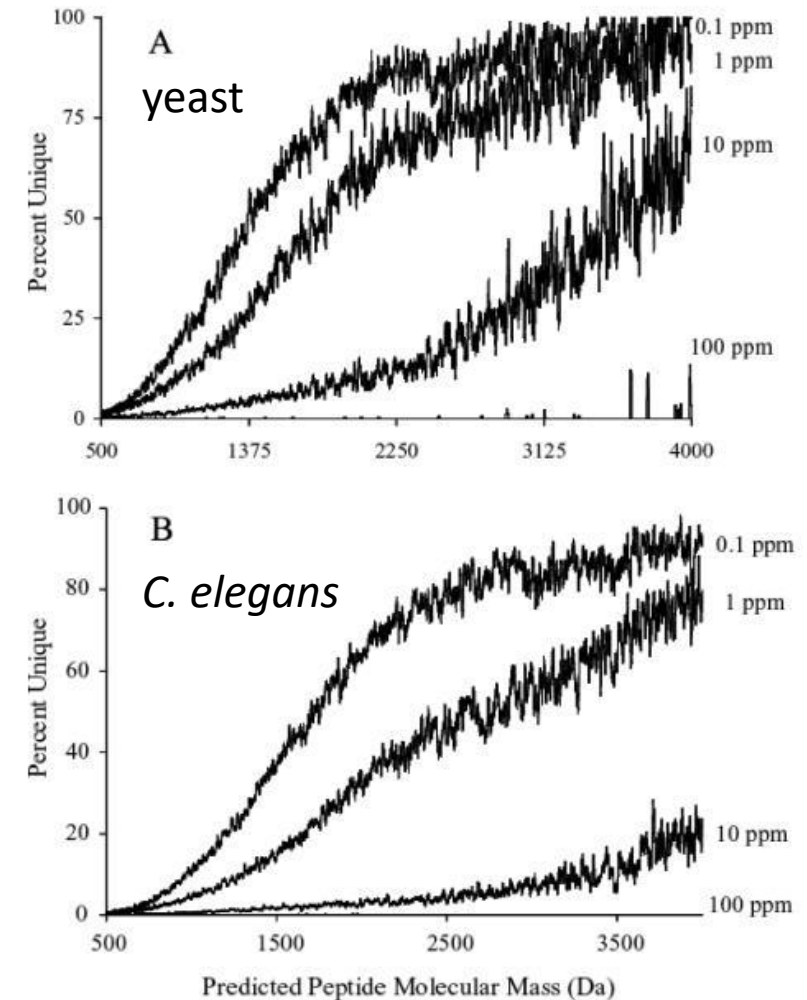 A
yeast
100
75
50
25
0
Percent Unique
0.1 ppm
1 ppm
10 ppm
100 ppm
500 1375 2250 3125 4000
B
C. elegans
100
80
60
40
20
0
Percent Unique
0.1 ppm
1 ppm
10 ppm
100 ppm
500 1500 2500 3500
Predicted Peptide Molecular Mass (Da)